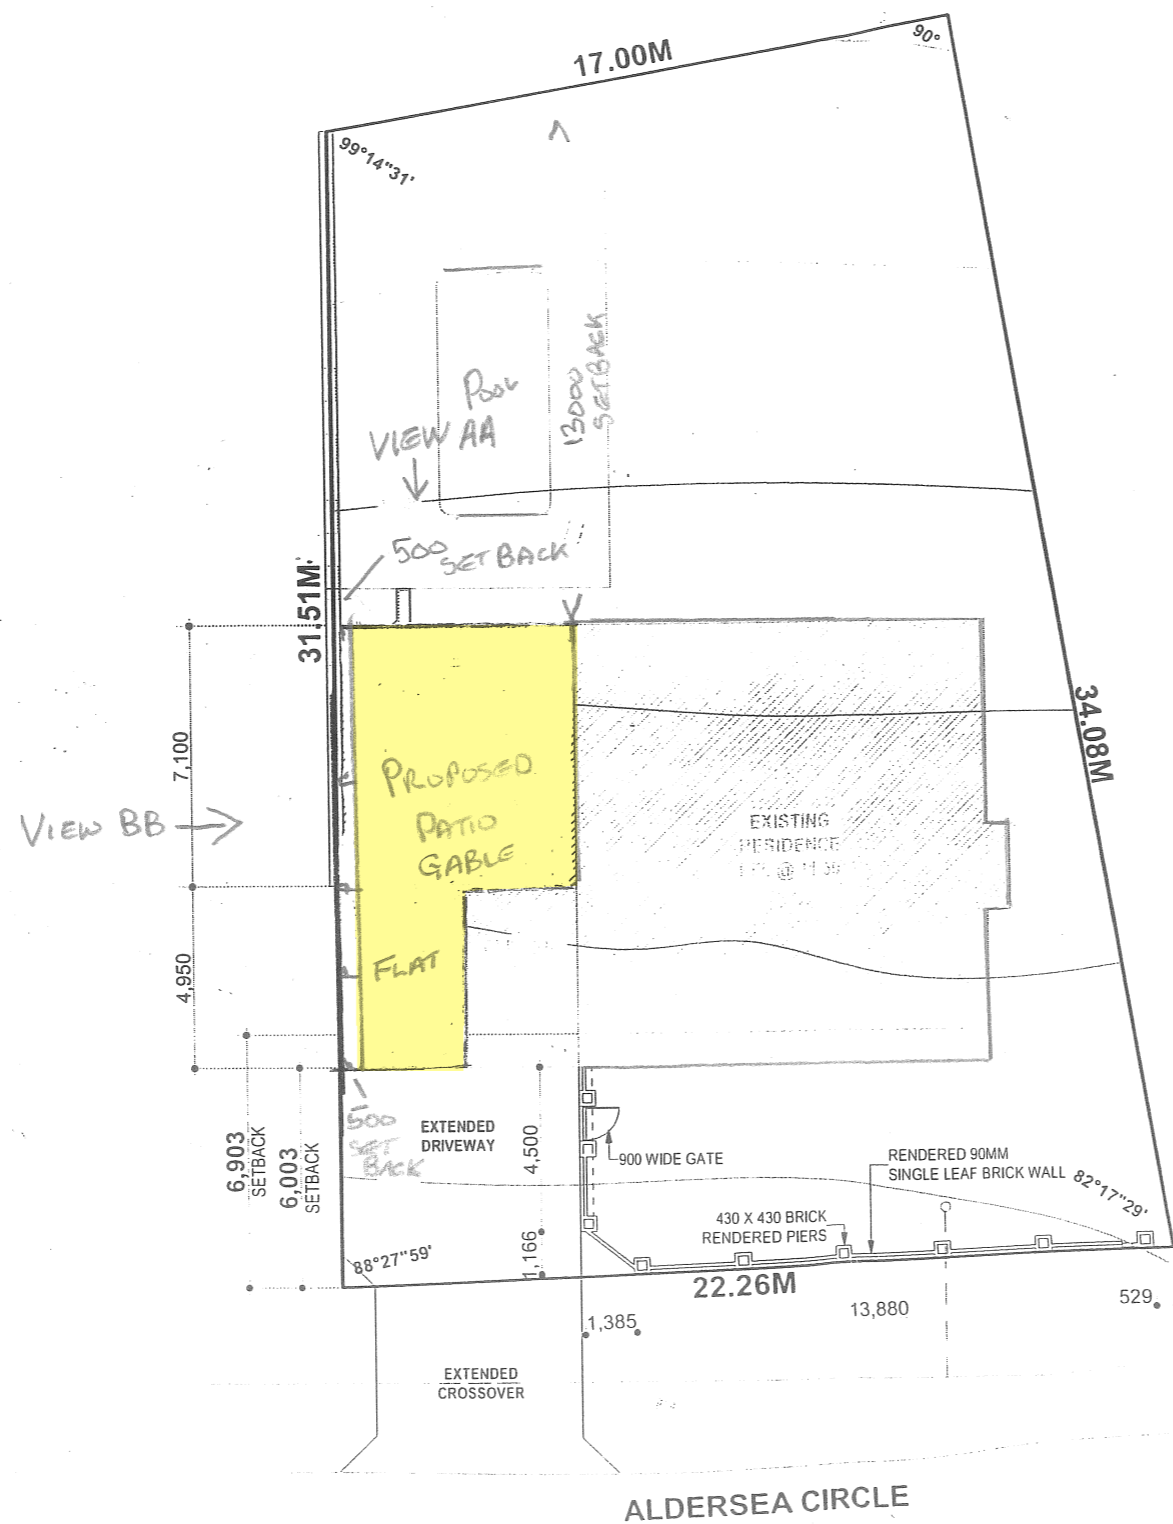 17.00M
90°
99°14"31'
POOL
13000
SETBACK
VIEW AA
500
SETBACK
31.51M
34.08M
7,100
PROPOSED
PATIO
GABLE
VIEW BB
EXISTING
RESIDENCE
FLAT
4,950
6,903
SETBACK
6,003
SETBACK
500
SET
BACK
EXTENDED
DRIVEWAY
4,500
900 WIDE GATE
RENDERED 90MM
SINGLE LEAF BRICK WALL
82°17"29'
430 X 430 BRICK
RENDERED PIERS
1,166
88°27"59'
22.26M
1,385
13,880
529
EXTENDED
CROSSOVER
ALDERSEA CIRCLE